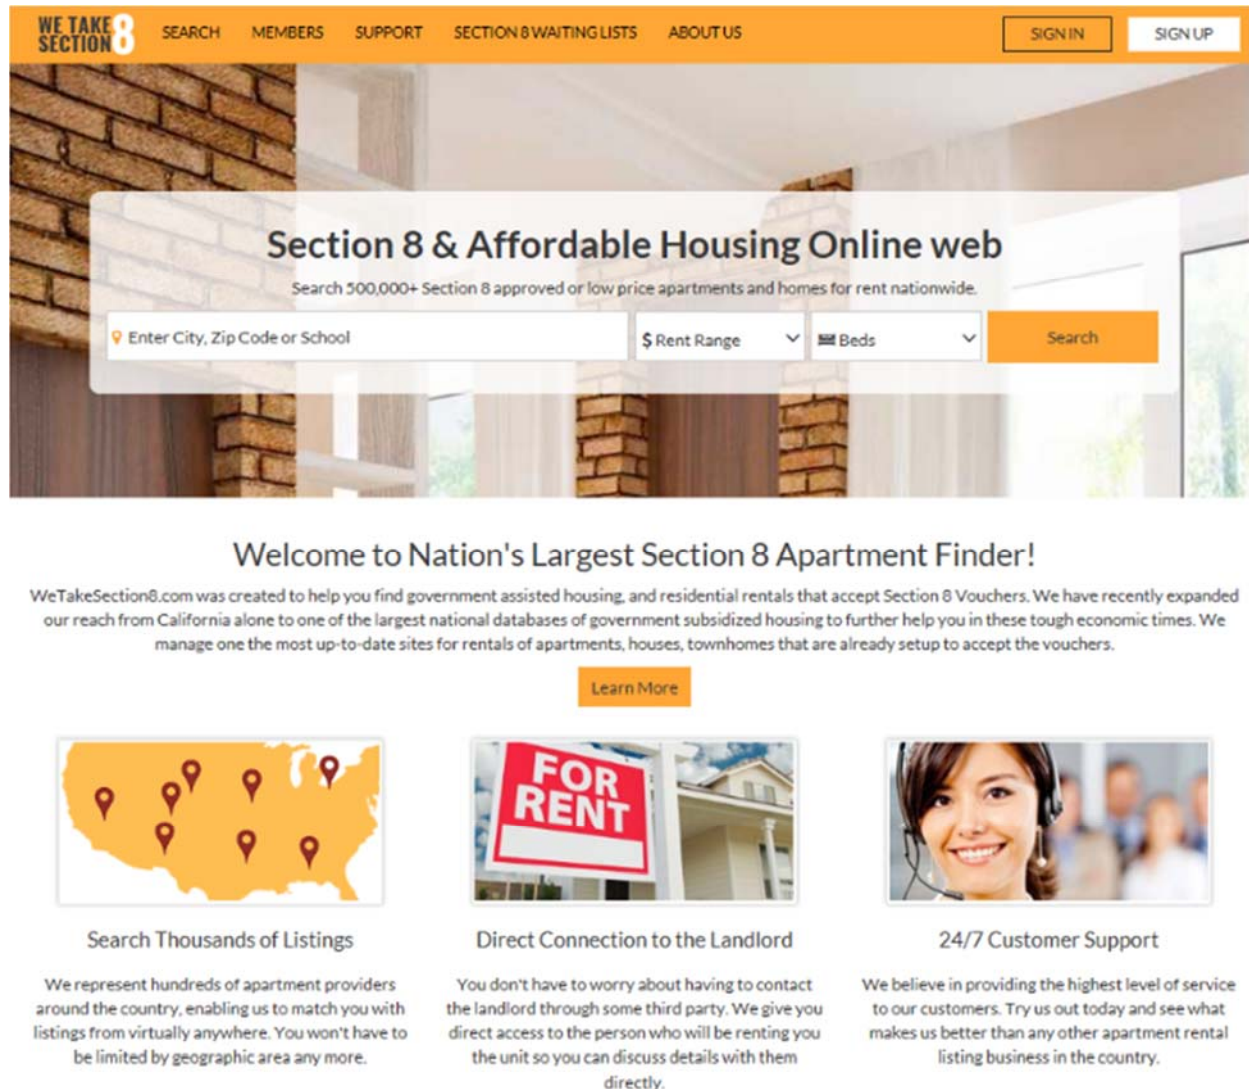 WE TAKE 8
SECTION
SEARCH MEMBERS SUPPORT SECTION 8 WAITING LISTS ABOUT US SIGN IN SIGN UP
Section 8 & Affordable Housing Online web
Search 500,000+ Section 8 approved or low price apartments and homes for rent nationwide.
Enter City, Zip Code or School $ Rent Range Beds Search
Welcome to Nation's Largest Section 8 Apartment Finder!
WeTakeSection8.com was created to help you find government assisted housing, and residential rentals that accept Section 8 Vouchers. We have recently expanded
our reach from California alone to one of the largest national databases of government subsidized housing to further help you in these tough economic times. We
manage one the most up-to-date sites for rentals of apartments, houses, townhomes that are already setup to accept the vouchers.
Learn More
FOR
RENT
Search Thousands of Listings
We represent hundreds of apartment providers
around the country, enabling us to match you with
listings from virtually anywhere. You won't have to
be limited by geographic area any more.
Direct Connection to the Landlord
You don't have to worry about having to contact
the landlord through some third party. We give you
direct access to the person who will be renting you
the unit so you can discuss details with them
directly.
24/7 Customer Support
We believe in providing the highest level of service
to our customers. Try us out today and see what
makes us better than any other apartment rental
listing business in the country.